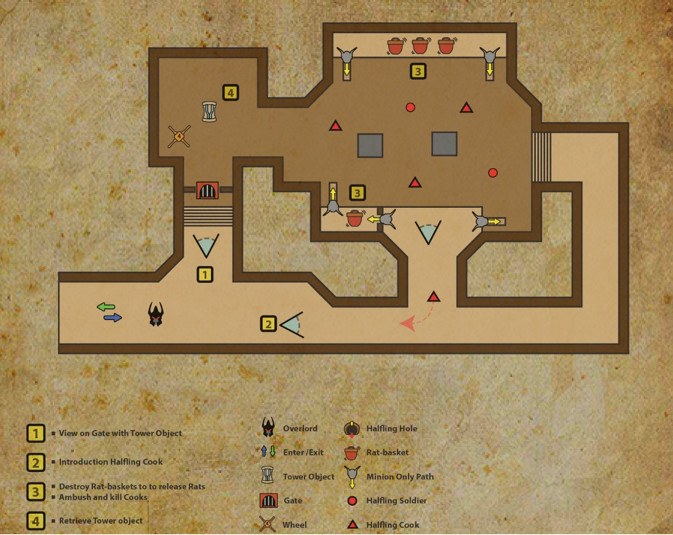 4
3
3
1
2
1 ▪ View on Gate with Tower Object
2 ▪ Introduction Halfling Cook
3 ▪ Destroy Rat-baskets to to release Rats
▪ Ambush and kill Cooks
4 ▪ Retrieve Tower object
Overlord
Enter/Exit
Tower Object
Gate
Wheel
Halfling Hole
Rat-basket
Minion Only Path
Halfling Soldier
Halfling Cook